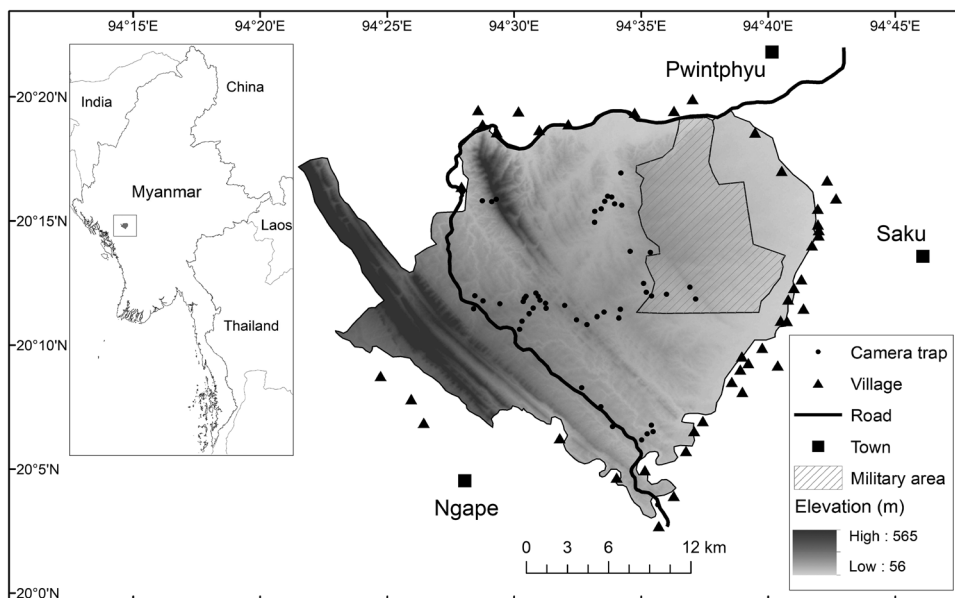 94°15'E 94°20'E 94°25'E 94°30'E 94°35'E 94°40'E 94°45'E
20°20'N
20°15'N
20°10'N
20°5'N
20°0'N
India
China
Myanmar
Laos
Thailand
Pwintphyu
Saku
Ngape
0 3 6 12 km
Camera trap
Village
Road
Town
Military area
Elevation (m)
High : 565
Low : 56